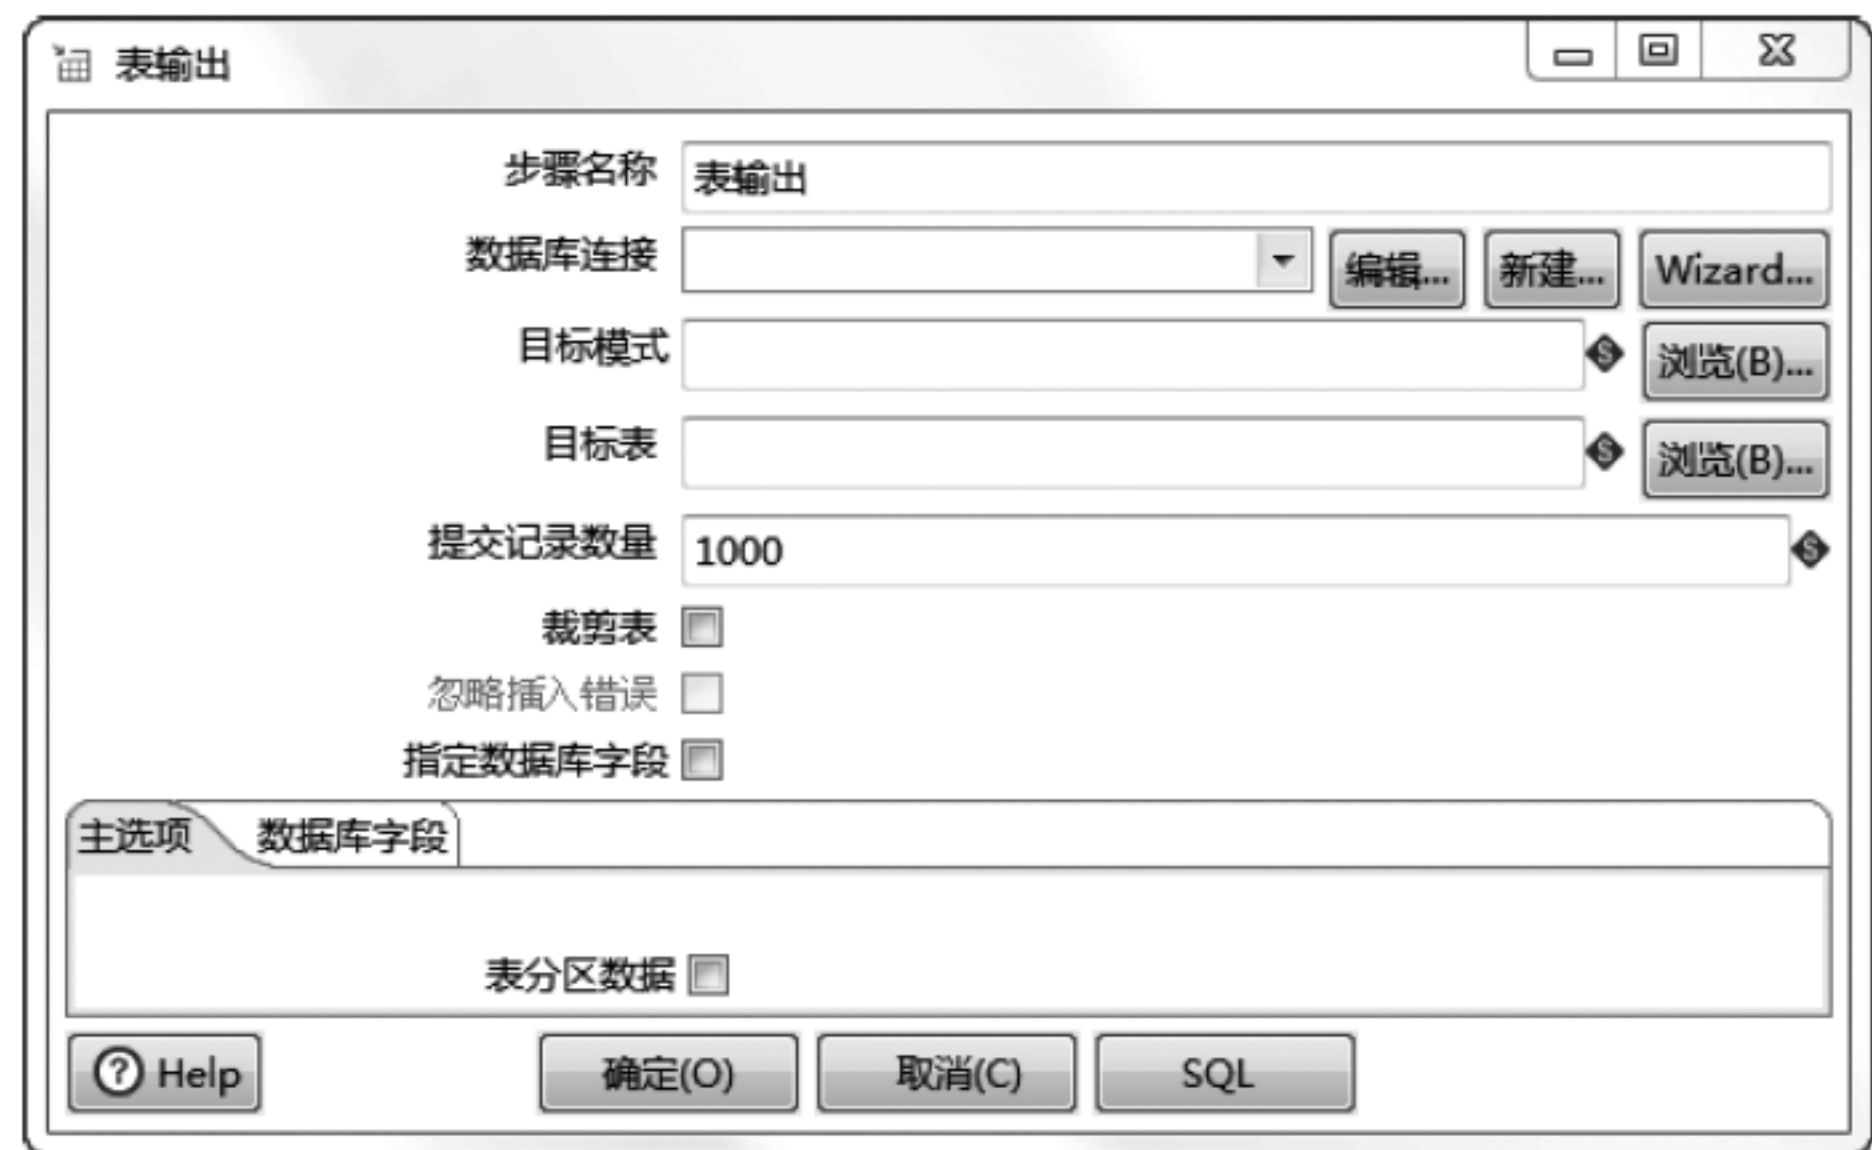 表输出
步骤名称 表输出
数据库连接 编辑... 新建... Wizard...
目标模式 浏览(B)...
目标表 浏览(B)...
提交记录数量 1000
裁剪表
忽略插入错误
指定数据库字段
主选项 数据库字段
表分区数据
Help 确定(O) 取消(C) SQL